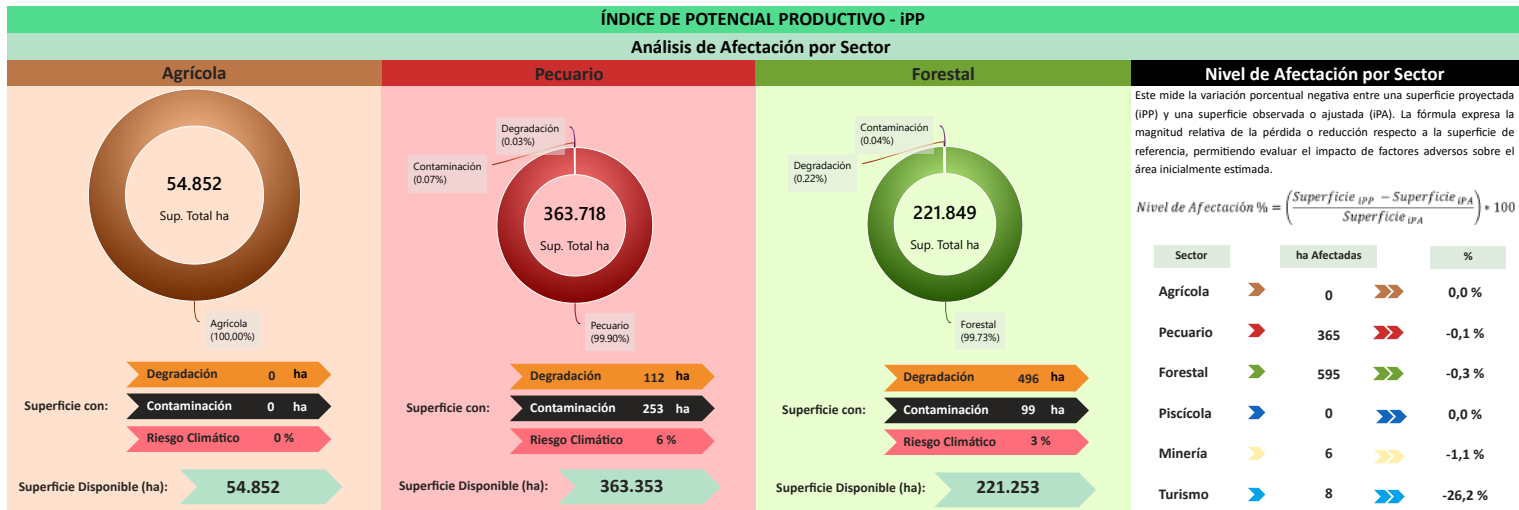 ÍNDICE DE POTENCIAL PRODUCTIVO - iPP
Análisis de Afectación por Sector
Agrícola
54.852
Sup. Total ha
Agrícola
(100,00%)
Superficie con:
Degradación 0 ha
Contaminación 0 ha
Riesgo Climático 0 %
Superficie Disponible (ha): 54.852
Pecuario
Degradación
(0.03%)
Contaminación
(0.07%)
363.718
Sup. Total ha
Pecuario
(99.90%)
Superficie con:
Degradación 112 ha
Contaminación 253 ha
Riesgo Climático 6 %
Superficie Disponible (ha): 363.353
Forestal
Contaminación
(0.04%)
Degradación
(0.22%)
221.849
Sup. Total ha
Forestal
(99.73%)
Superficie con:
Degradación 496 ha
Contaminación 99 ha
Riesgo Climático 3 %
Superficie Disponible (ha): 221.253
Nivel de Afectación por Sector
Este mide la variación porcentual negativa entre una superficie proyectada
(iPP) y una superficie observada o ajustada (iPA). La fórmula expresa la
magnitud relativa de la pérdida o reducción respecto a la superficie de
referencia, permitiendo evaluar el impacto de factores adversos sobre el
área inicialmente estimada.
Nivel de Afectación % = (Superficie iPP − Superficie iPA / Superficie iPA) * 100
Sector ha Afectadas %
Agrícola 0 0,0 %
Pecuario 365 -0,1 %
Forestal 595 -0,3 %
Piscícola 0 0,0 %
Minería 6 -1,1 %
Turismo 8 -26,2 %